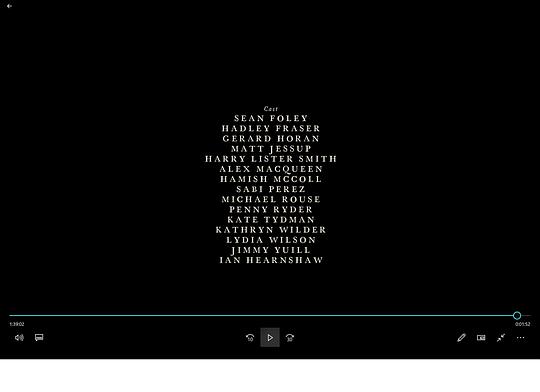 Cast
SEAN FOLEY
HADLEY FRASER
GERARD HORAN
MATT JESSUP
HARRY LISTER SMITH
ALEX MACQUEEN
HAMISH MCCOLL
SABI PEREZ
MICHAEL ROUSE
PENNY RYDER
KATE TYDMAN
KATHRYN WILDER
LYDIA WILSON
JIMMY YUILL
IAN HEARNSHAW
1:39:02 0:01:52
10 30